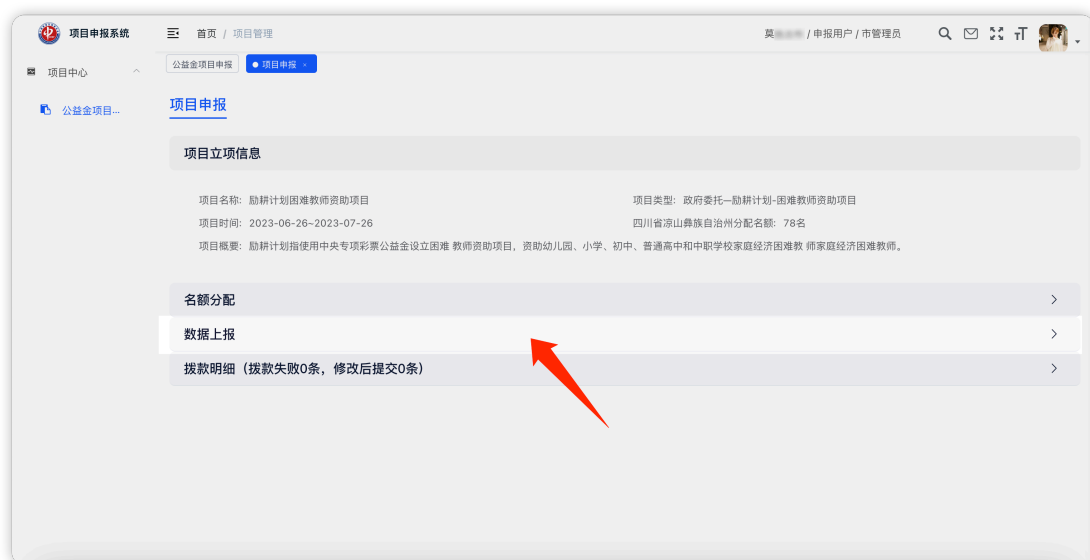 项目申报系统
首页 / 项目管理
莫 / 申报用户 / 市管理员
项目中心
公益金项目申报
项目申报 ×
公益金项目...
项目申报
项目立项信息
项目名称: 励耕计划困难教师资助项目
项目类型: 政府委托—励耕计划-困难教师资助项目
项目时间: 2023-06-26~2023-07-26
四川省凉山彝族自治州分配名额: 78名
项目概要: 励耕计划指使用中央专项彩票公益金设立困难 教师资助项目，资助幼儿园、小学、初中、普通高中和中职学校家庭经济困难教 师家庭经济困难教师。
名额分配
数据上报
拨款明细（拨款失败0条，修改后提交0条）